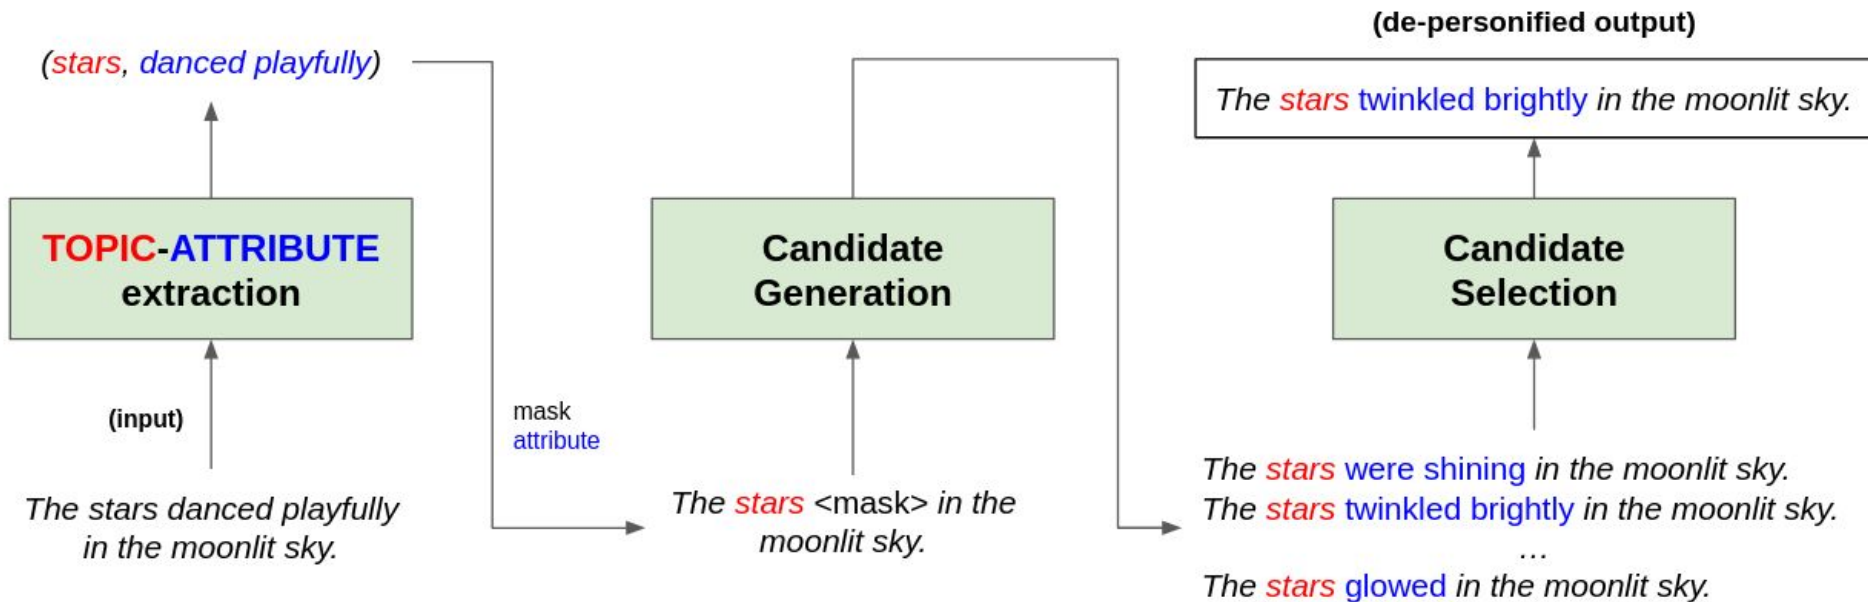 (stars, danced playfully)
TOPIC-ATTRIBUTE
extraction
(input)
The stars danced playfully
in the moonlit sky.
mask
attribute
Candidate
Generation
The stars <mask> in the
moonlit sky.
(de-personified output)
The stars twinkled brightly in the moonlit sky.
Candidate
Selection
The stars were shining in the moonlit sky.
The stars twinkled brightly in the moonlit sky.
...
The stars glowed in the moonlit sky.